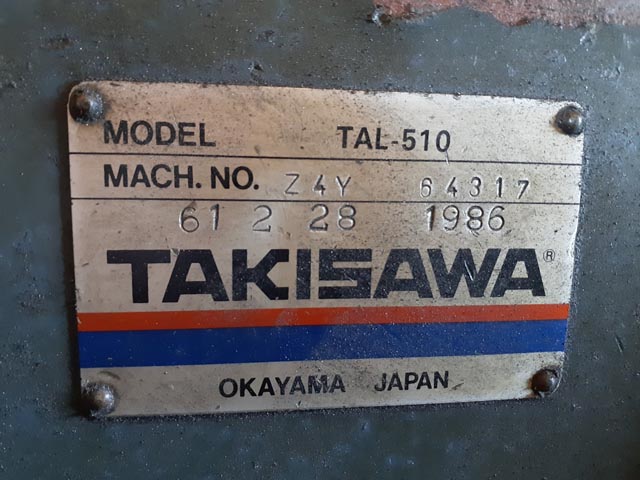 MODEL TAL-510
MACH. NO. Z4Y 64317
61 2 28 1986
TAKISAWA®
OKAYAMA JAPAN